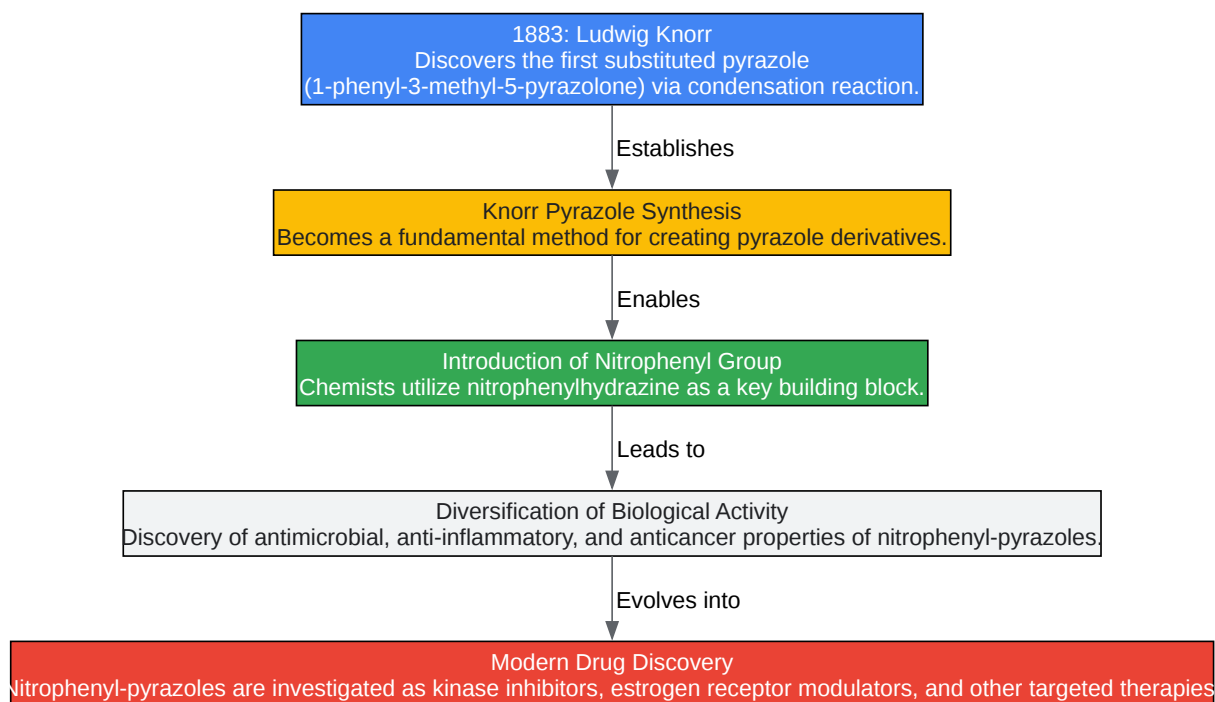 1883: Ludwig Knorr
Discovers the first substituted pyrazole
(1-phenyl-3-methyl-5-pyrazolone) via condensation reaction.
Establishes
Knorr Pyrazole Synthesis
Becomes a fundamental method for creating pyrazole derivatives.
Enables
Introduction of Nitrophenyl Group
Chemists utilize nitrophenylhydrazine as a key building block.
Leads to
Diversification of Biological Activity
Discovery of antimicrobial, anti-inflammatory, and anticancer properties of nitrophenyl-pyrazoles.
Evolves into
Modern Drug Discovery
Nitrophenyl-pyrazoles are investigated as kinase inhibitors, estrogen receptor modulators, and other targeted therapies